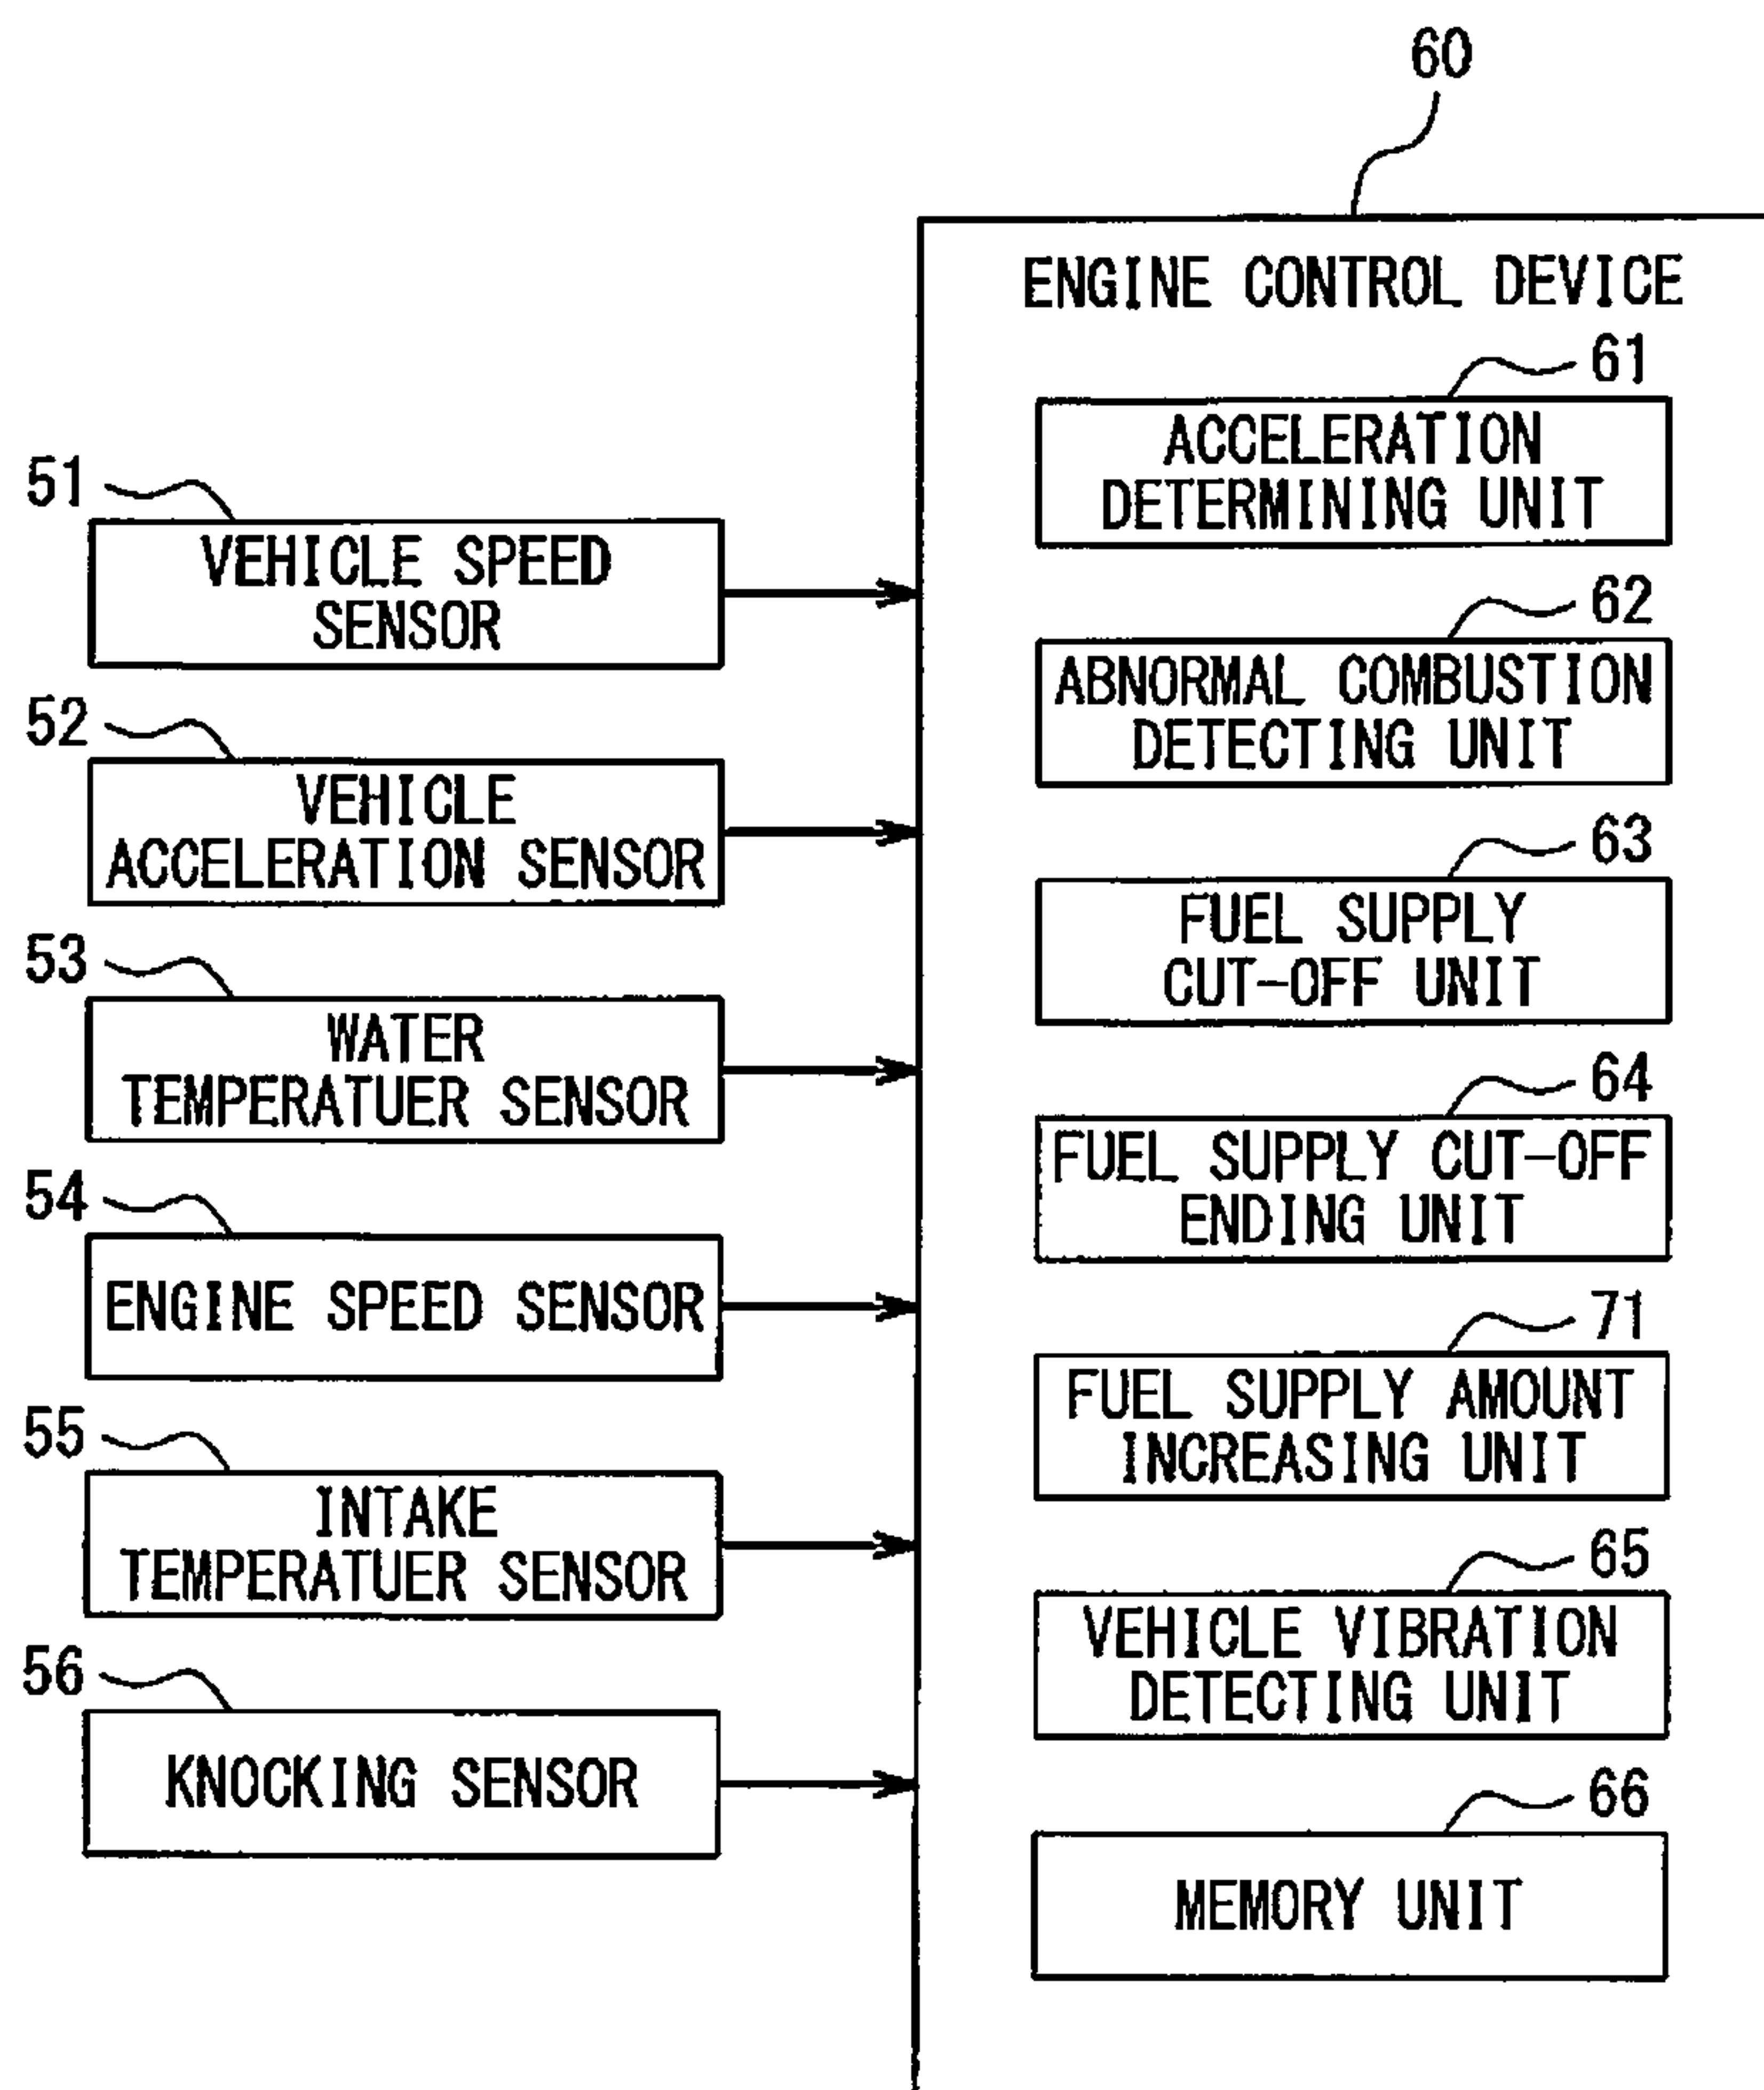 60
ENGINE CONTROL DEVICE
51
VEHICLE SPEED
SENSOR
52
VEHICLE
ACCELERATION SENSOR
53
WATER
TEMPERATUER SENSOR
54
ENGINE SPEED SENSOR
55
INTAKE
TEMPERATUER SENSOR
56
KNOCKING SENSOR
61
ACCELERATION
DETERMINING UNIT
62
ABNORMAL COMBUSTION
DETECTING UNIT
63
FUEL SUPPLY
CUT-OFF UNIT
64
FUEL SUPPLY CUT-OFF
ENDING UNIT
71
FUEL SUPPLY AMOUNT
INCREASING UNIT
65
VEHICLE VIBRATION
DETECTING UNIT
66
MEMORY UNIT